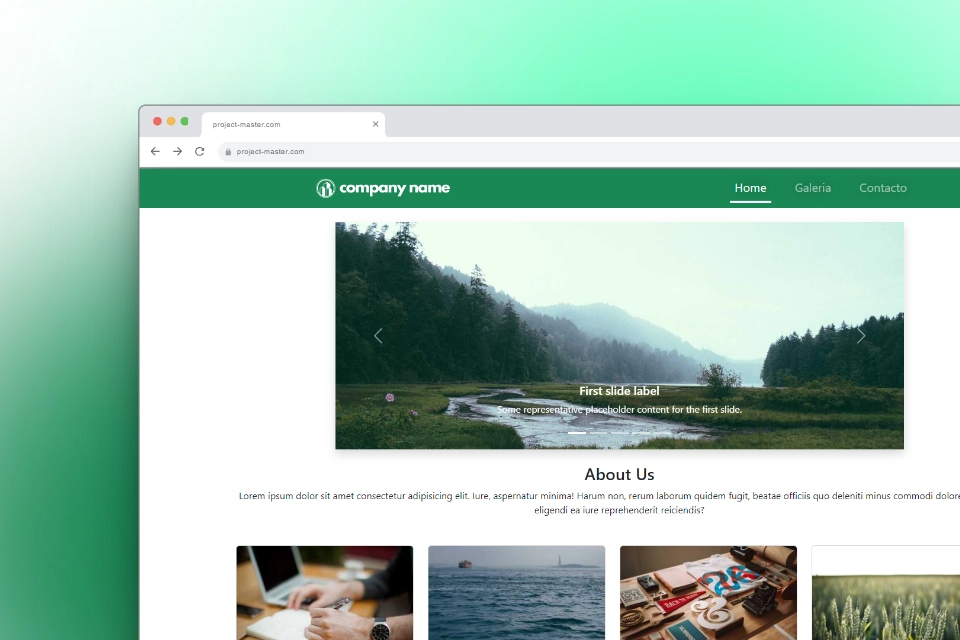 project-master.com
project-master.com
company name
Home Galeria Contacto
First slide label
Some representative placeholder content for the first slide.
About Us
Lorem ipsum dolor sit amet consectetur adipisicing elit. Iure, aspernatur minima! Harum non, rerum laborum quidem fugit, beatae officiis quo deleniti minus commodi
eligendi ea iure reprehenderit reiciendis?
BACK TO